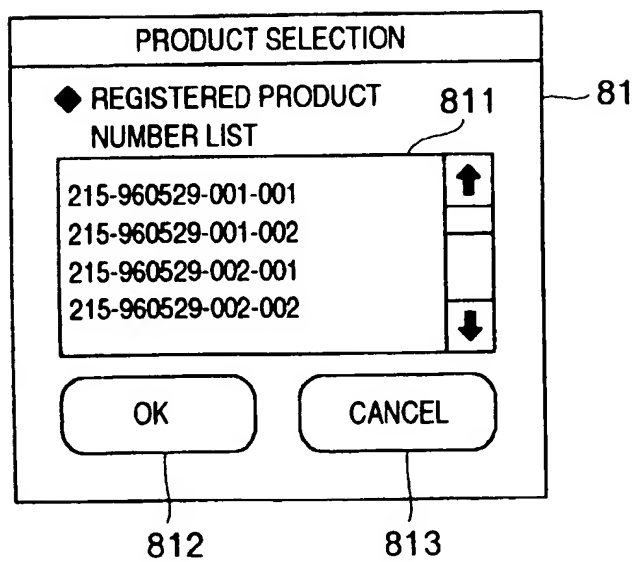 PRODUCT SELECTION
◆ REGISTERED PRODUCT
NUMBER LIST
811
81
215-960529-001-001
215-960529-001-002
215-960529-002-001
215-960529-002-002
OK
CANCEL
812
813